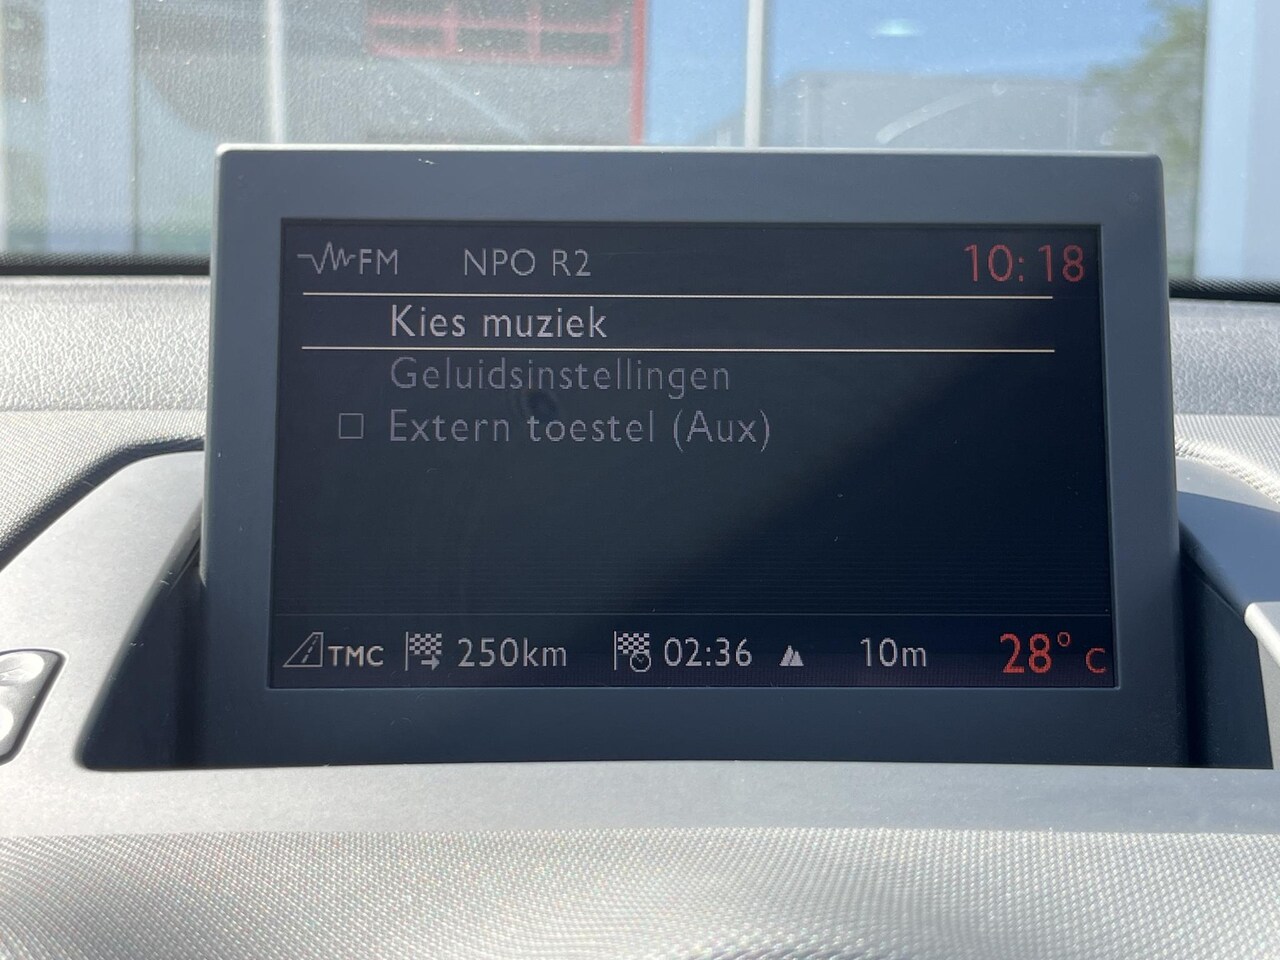 FM NPO R2 10:18
Kies muziek
Geluidsinstellingen
Extern toestel (Aux)
TMC 250km 02:36 10m 28° C